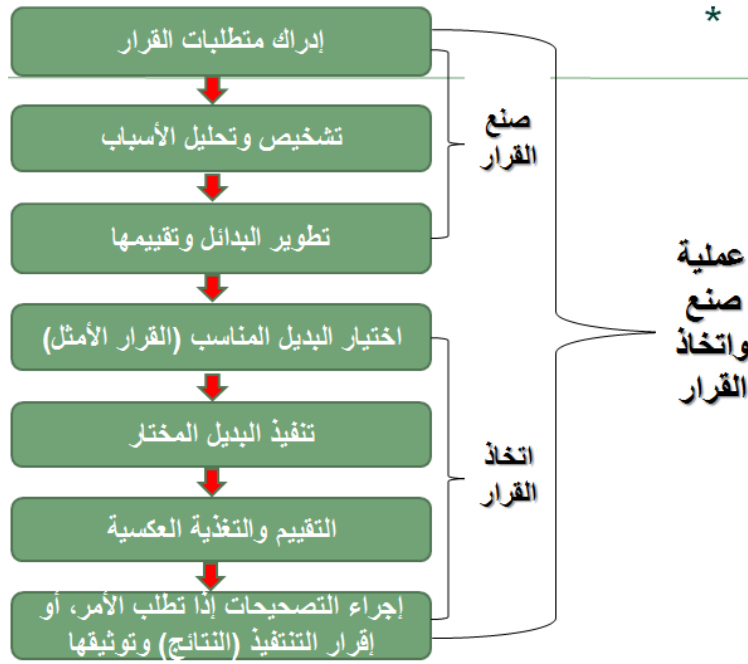 *
إدراك متطلبات القرار
تشخيص وتحليل الأسباب
تطوير البدائل وتقييمها
اختيار البديل المناسب (القرار الأمثل)
تنفيذ البديل المختار
التقييم والتغذية العكسية
إجراء التصحيحات إذا تطلب الأمر، أو
إقرار التنتفيذ (النتائج) وتوثيقها
صنع
القرار
اتخاذ
القرار
عملية
صنع
واتخاذ
القرار